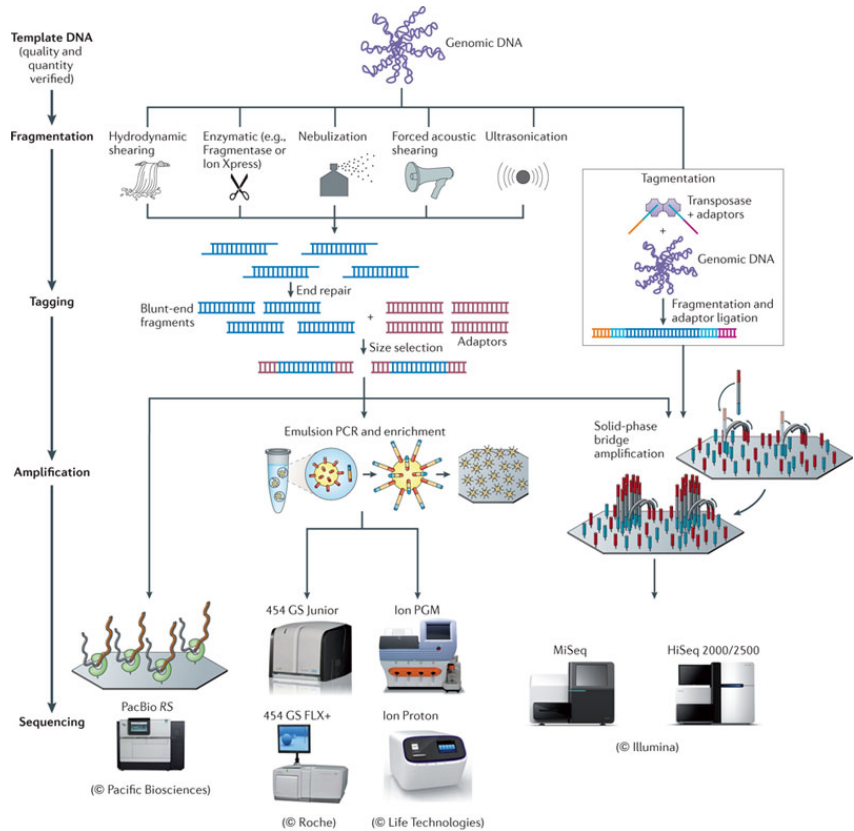 Template DNA
(quality and
quantity
verified)
Genomic DNA
Fragmentation
Hydrodynamic
shearing
Enzymatic (e.g.,
Fragmentase or
Ion Xpress)
Nebulization
Forced acoustic
shearing
Ultrasonication
Tagmentation
Transposase
+ adaptors
+
Genomic DNA
Fragmentation and
adaptor ligation
End repair
Tagging
Blunt-end
fragments
+
Adaptors
Size selection
Solid-phase
bridge
amplification
Emulsion PCR and enrichment
Amplification
454 GS Junior
Ion PGM
MiSeq
HiSeq 2000/2500
PacBio RS
Sequencing
454 GS FLX+
Ion Proton
(© Illumina)
(© Pacific Biosciences)
(© Roche)
(© Life Technologies)